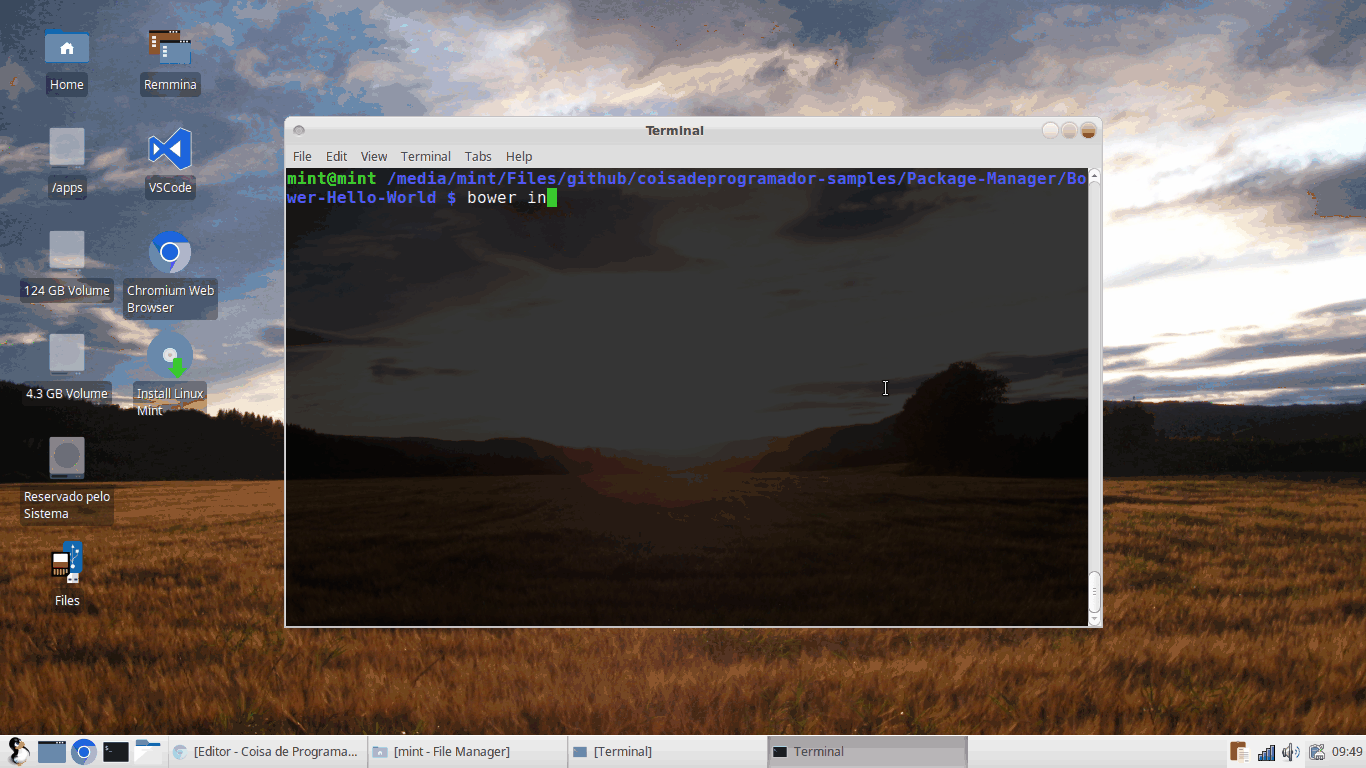 Home
Remmina
/apps
VSCode
124 GB Volume
Chromium Web
Browser
4.3 GB Volume
Install Linux
Mint
Reservado pelo
Sistema
Files
Terminal
File Edit View Terminal Tabs Help
mint@mint /media/mint/Files/github/coisadeprogramador-samples/Package-Manager/Bo
wer-Hello-World $ bower in
[Editor - Coisa de Programa...
[mint - File Manager]
[Terminal]
Terminal
09:49